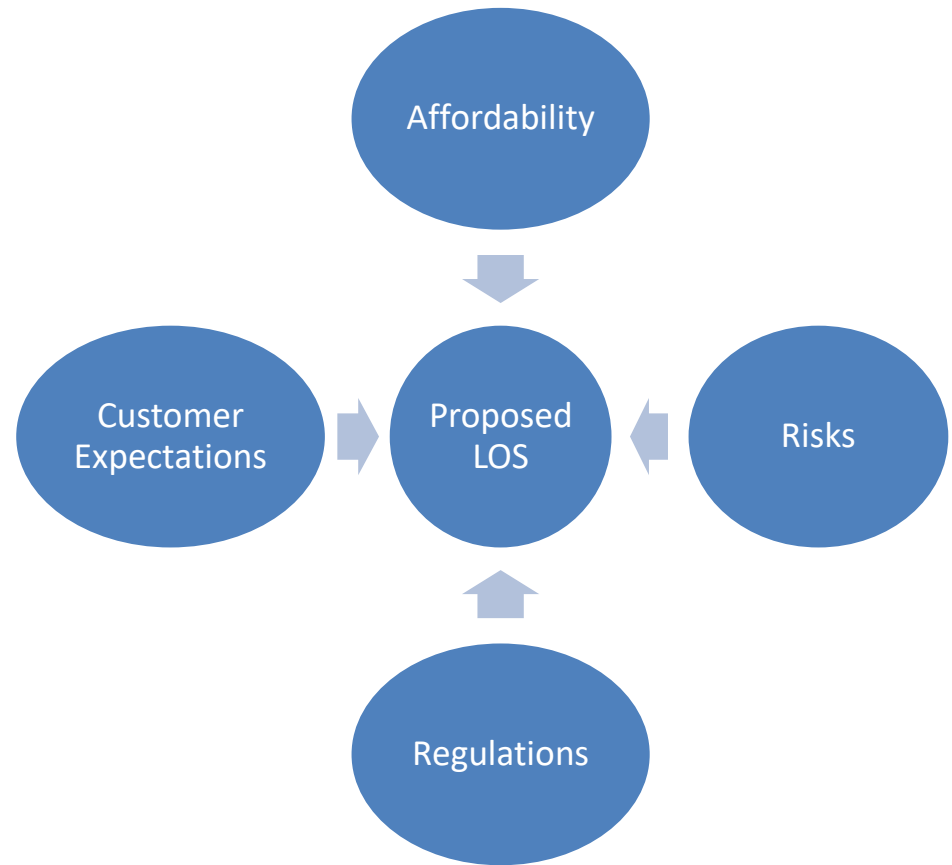 Affordability
Customer
Expectations
Proposed
LOS
Risks
Regulations